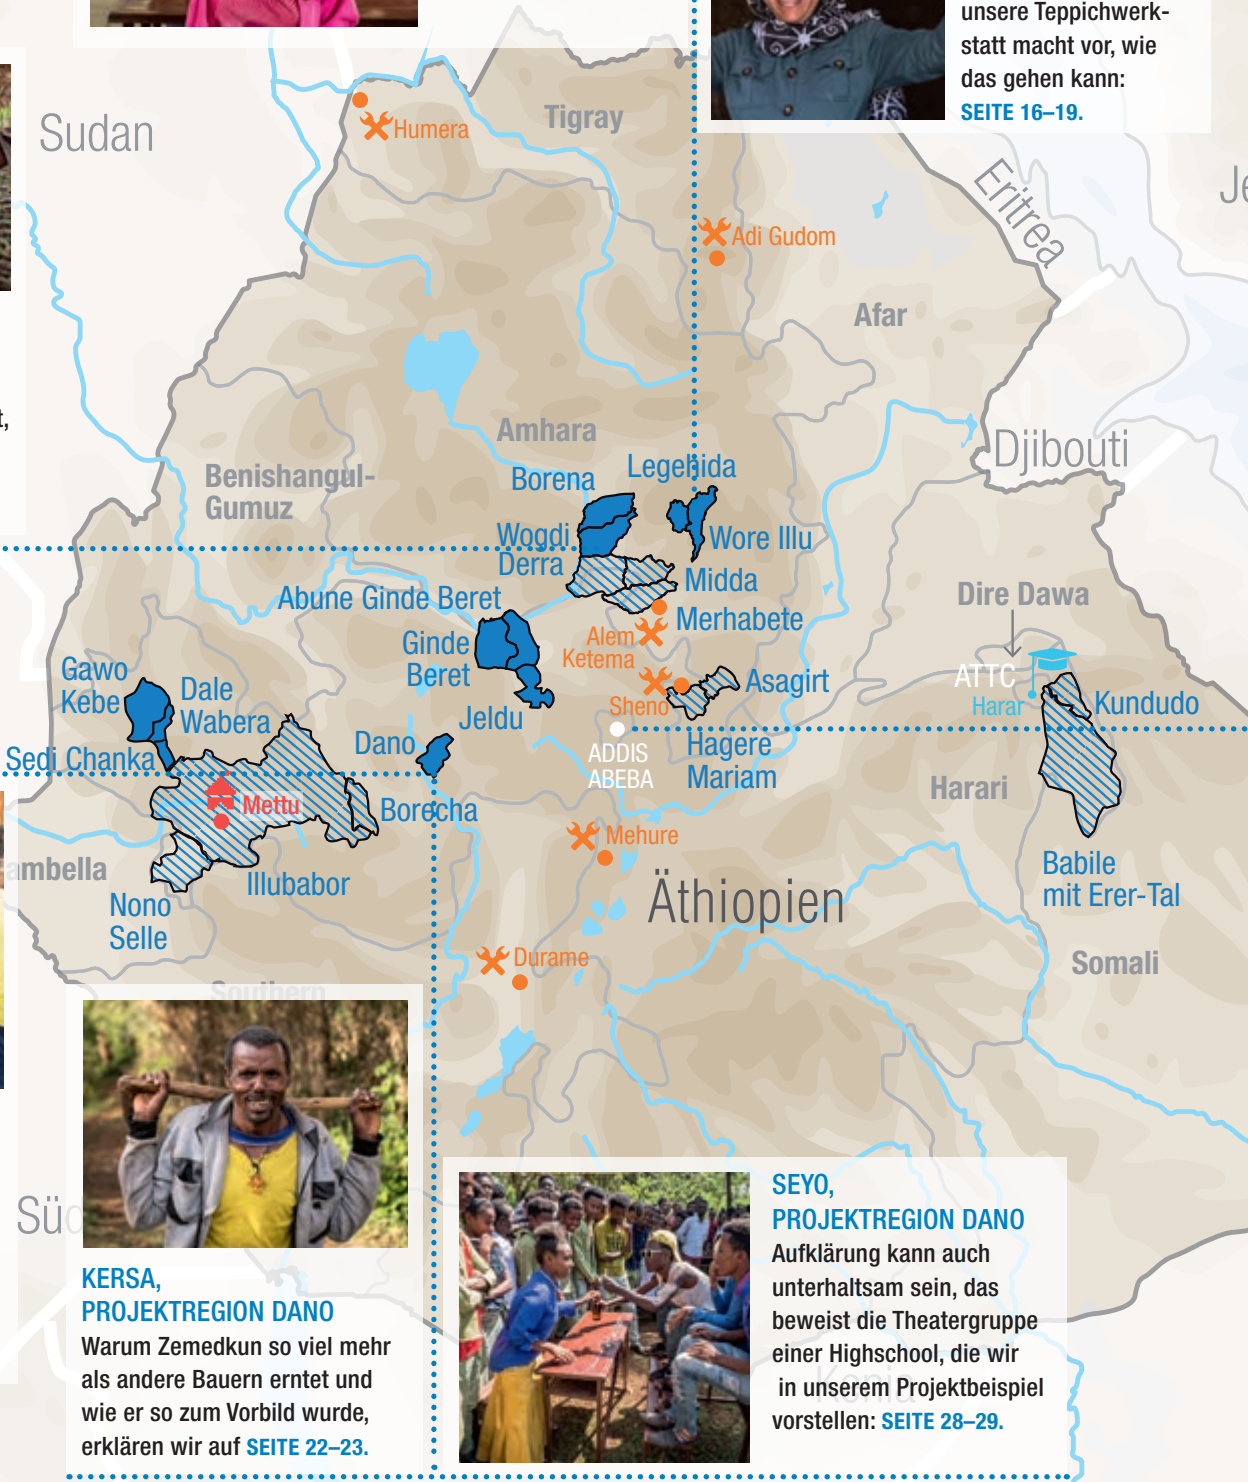 unsere Teppichwerk-
statt macht vor, wie
das gehen kann:
SEITE 16–19.
Sudan
Humera
Tigray
Eritrea
Adi Gudom
Afar
Amhara
Djibouti
Benishangul-
Gumuz
Borena
Legehida
Wogdi
Wore Illu
Derra
Midda
Abune Ginde Beret
Merhabete
Dire Dawa
Ginde
Beret
Alem
Ketema
Gawo
Kebe
Dale
Wabera
Asagirt
ATTC
Harar
Kundudo
Sheno
Jeldu
Sedi Chanka
Dano
ADDIS
ABEBA
Hagere
Mariam
Harari
Mettu
Borecha
Mehure
ambella
Illubabor
Äthiopien
Babile
mit Erer-Tal
Nono
Selle
Durame
Somali
Southern
Süd
Kenia
KERSA,
PROJEKTREGION DANO
Warum Zemedkun so viel mehr
als andere Bauern erntet und
wie er so zum Vorbild wurde,
erklären wir auf SEITE 22–23.
SEYO,
PROJEKTREGION DANO
Aufklärung kann auch
unterhaltsam sein, das
beweist die Theatergruppe
einer Highschool, die wir
in unserem Projektbeispiel
vorstellen: SEITE 28–29.